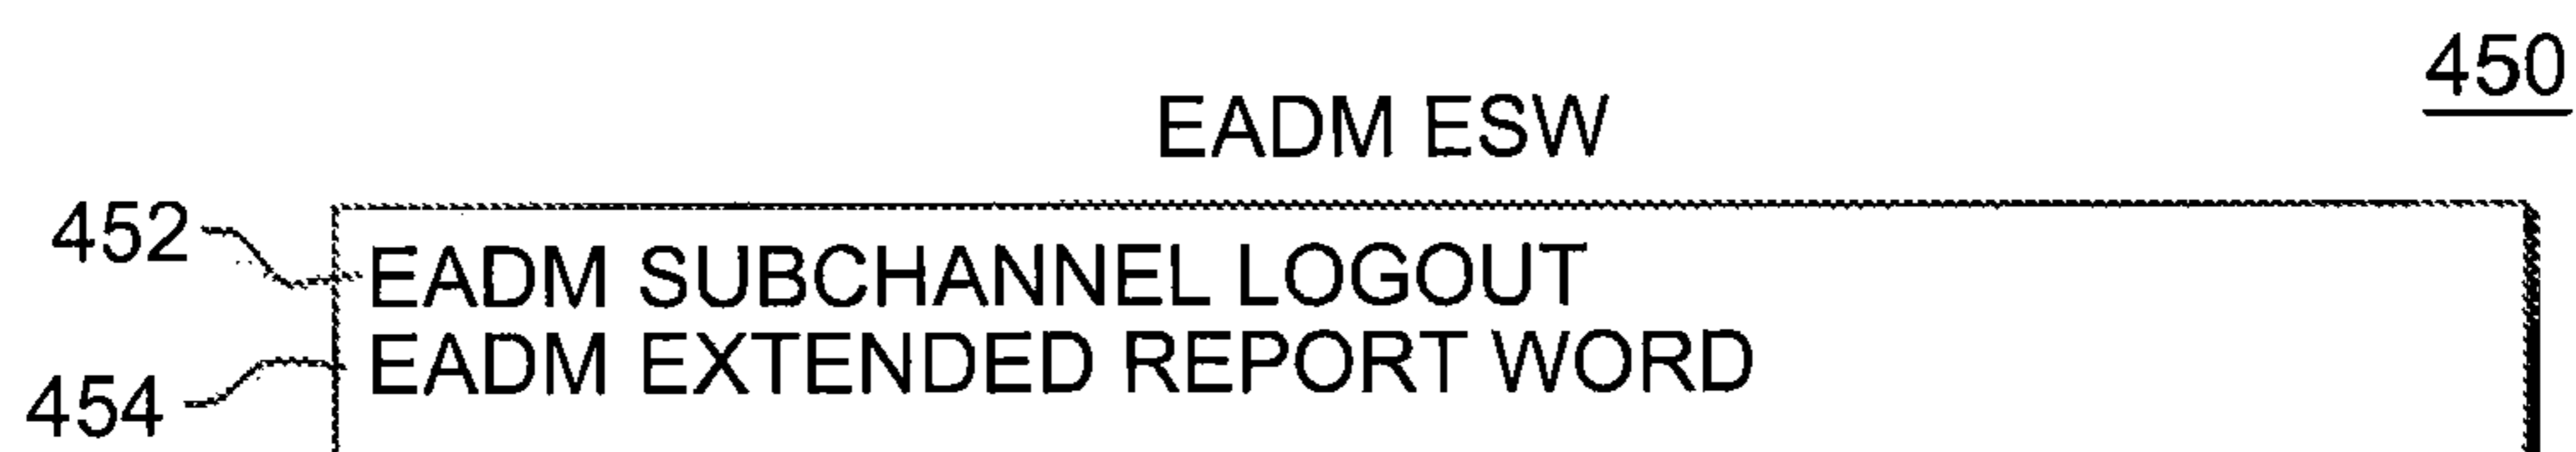 450
EADM ESW
452
EADM SUBCHANNEL LOGOUT
454
EADM EXTENDED REPORT WORD